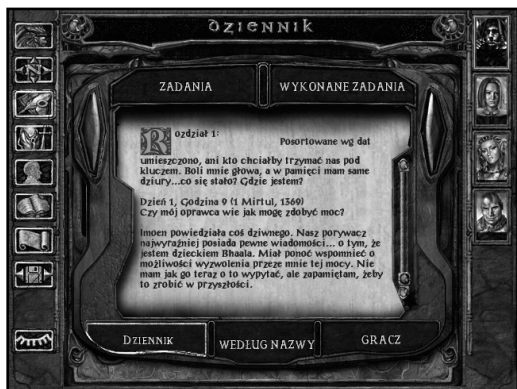 DZIENNIK
ZADANIA
WYKONANE ZADANIA
Rozdział 1:
Posortowane wg dat
umieszczono, ani kto chciałby trzymać nas pod
kluczem. Boli mnie głowa, a w pamięci mam same
dziury...co się stało? Gdzie jestem?
Dzień 1, Godzina 9 (1 Mirtul, 1369)
Czy mój oprawca wie jak mogę zdobyć moc?
Imoen powiedziała coś dziwnego. Nasz porywacz
najwyraźniej posiada pewne wiadomości... o tym, że
jestem dzieckiem Bhaala. Miał ponoć wspomnieć o
możliwości wyzwolenia przeze mnie tej mocy. Nie
mam jak go teraz o to wypytać, ale zapamiętam, żeby
to zrobić w przyszłości.
DZIENNIK
WEDŁUG NAZWY
GRACZ